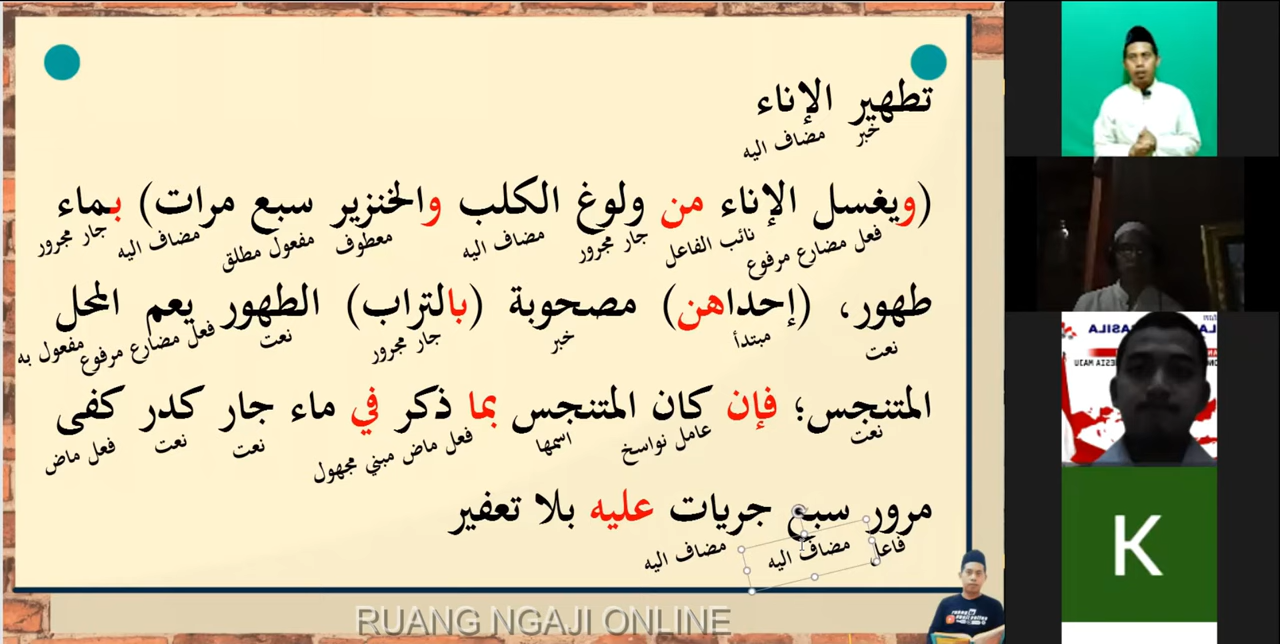 تطهير الإناء
خبر مضاف اليه
(ويغسل الإناء من ولوغ الكلب والخنزير سبع مرات) بماء
فعل مضارع مرفوع نائب الفاعل جار مجرور مضاف اليه معطوف مفعول مطلق مضاف اليه جار مجرور
طهور، (إحداهن) مصحوبة (بالتراب) الطهور يعم المحل
نعت مبتدأ خبر جار مجرور نعت فعل مضارع مرفوع مفعول به
المتنجس؛ فإن كان المتنجس بما ذكر في ماء جار كدر كفى
نعت عامل نواسخ اسمها فعل ماض مبني مجهول نعت نعت فعل ماض
مرور سبع جريات عليه بلا تعفير
فاعل مضاف اليه مضاف اليه
RUANG NGAJI ONLINE
K